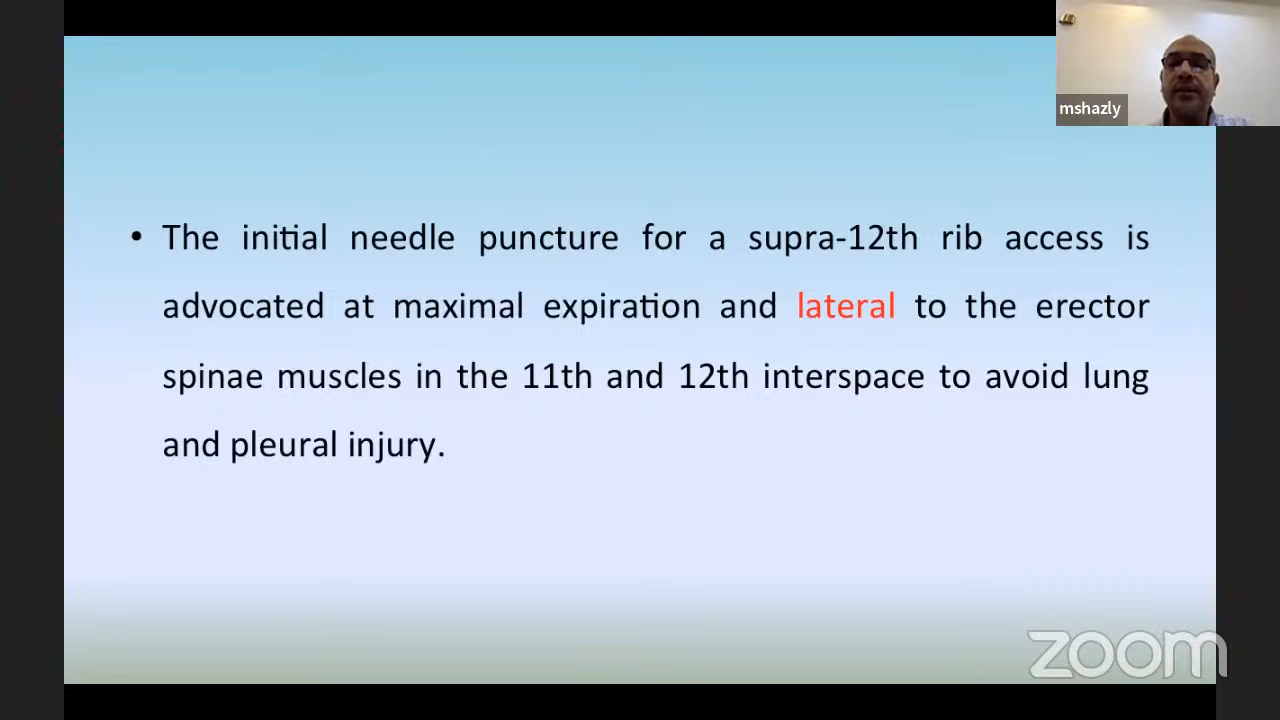 mshazly
• The initial needle puncture for a supra-12th rib access is
advocated at maximal expiration and lateral to the erector
spinae muscles in the 11th and 12th interspace to avoid lung
and pleural injury.
zoom